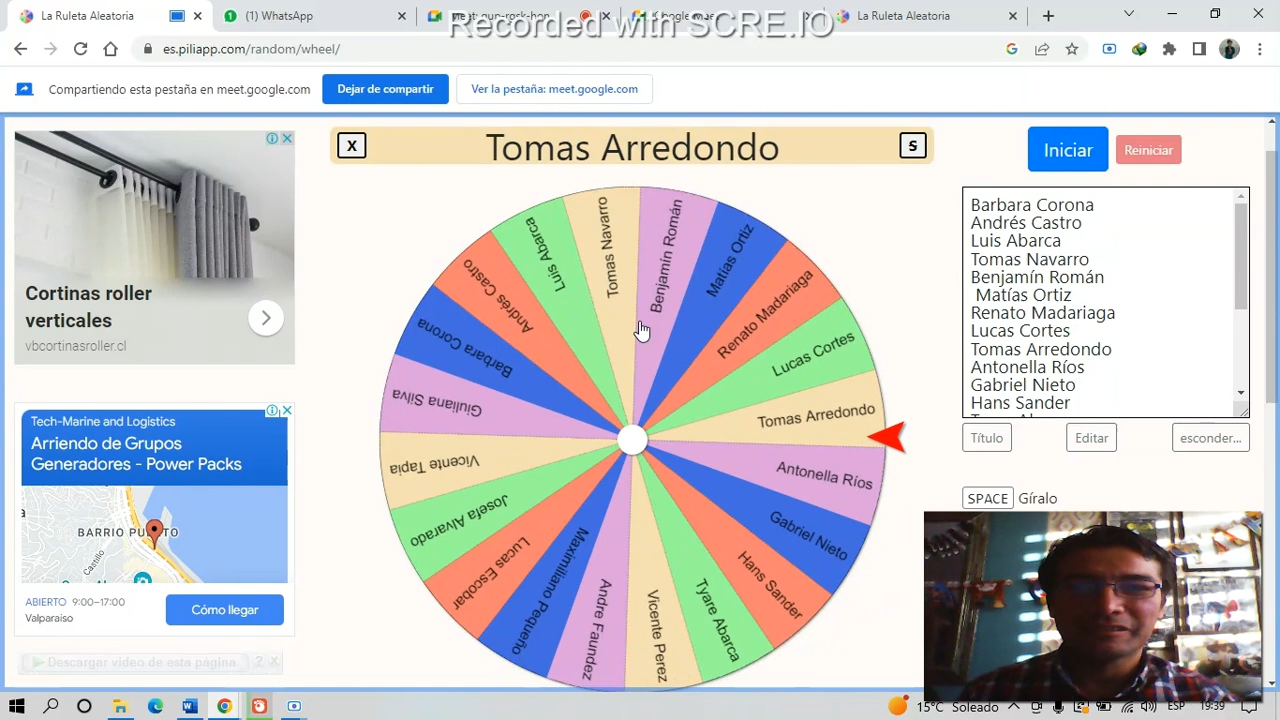 La Ruleta Aleatoria
(1) WhatsApp
La Ruleta Aleatoria
Recorded with SCRE.IO
es.piliapp.com/random/wheel/
Compartiendo esta pestaña en meet.google.com
Dejar de compartir
Ver la pestaña: meet.google.com
X
Tomas Arredondo
S
Iniciar
Reiniciar
Cortinas roller
verticales
vbcortinasroller.cl
Tech-Marine and Logistics
Arriendo de Grupos
Generadores - Power Packs
BARRIO PUERTO
Castillo
ABIERTO 9:00–17:00
Valparaíso
Cómo llegar
Descargar video de esta página
?
X
Tomas Navarro
Benjamín Román
Matías Ortiz
Renato Madariaga
Lucas Cortes
Tomas Arredondo
Antonella Ríos
Gabriel Nieto
Hans Sander
Tyare Abarca
Vicente Perez
Andre Faundez
Maximiliano Pequeño
Lucas Escobar
Josefa Alvarado
Vicente Tapia
Giuliana Silva
Barbara Corona
Andrés Castro
Luis Abarca
Barbara Corona
Andrés Castro
Luis Abarca
Tomas Navarro
Benjamín Román
Matías Ortiz
Renato Madariaga
Lucas Cortes
Tomas Arredondo
Antonella Ríos
Gabriel Nieto
Hans Sander
Título
Editar
esconder...
SPACE Gíralo
15°C Soleado
ESP
19:39